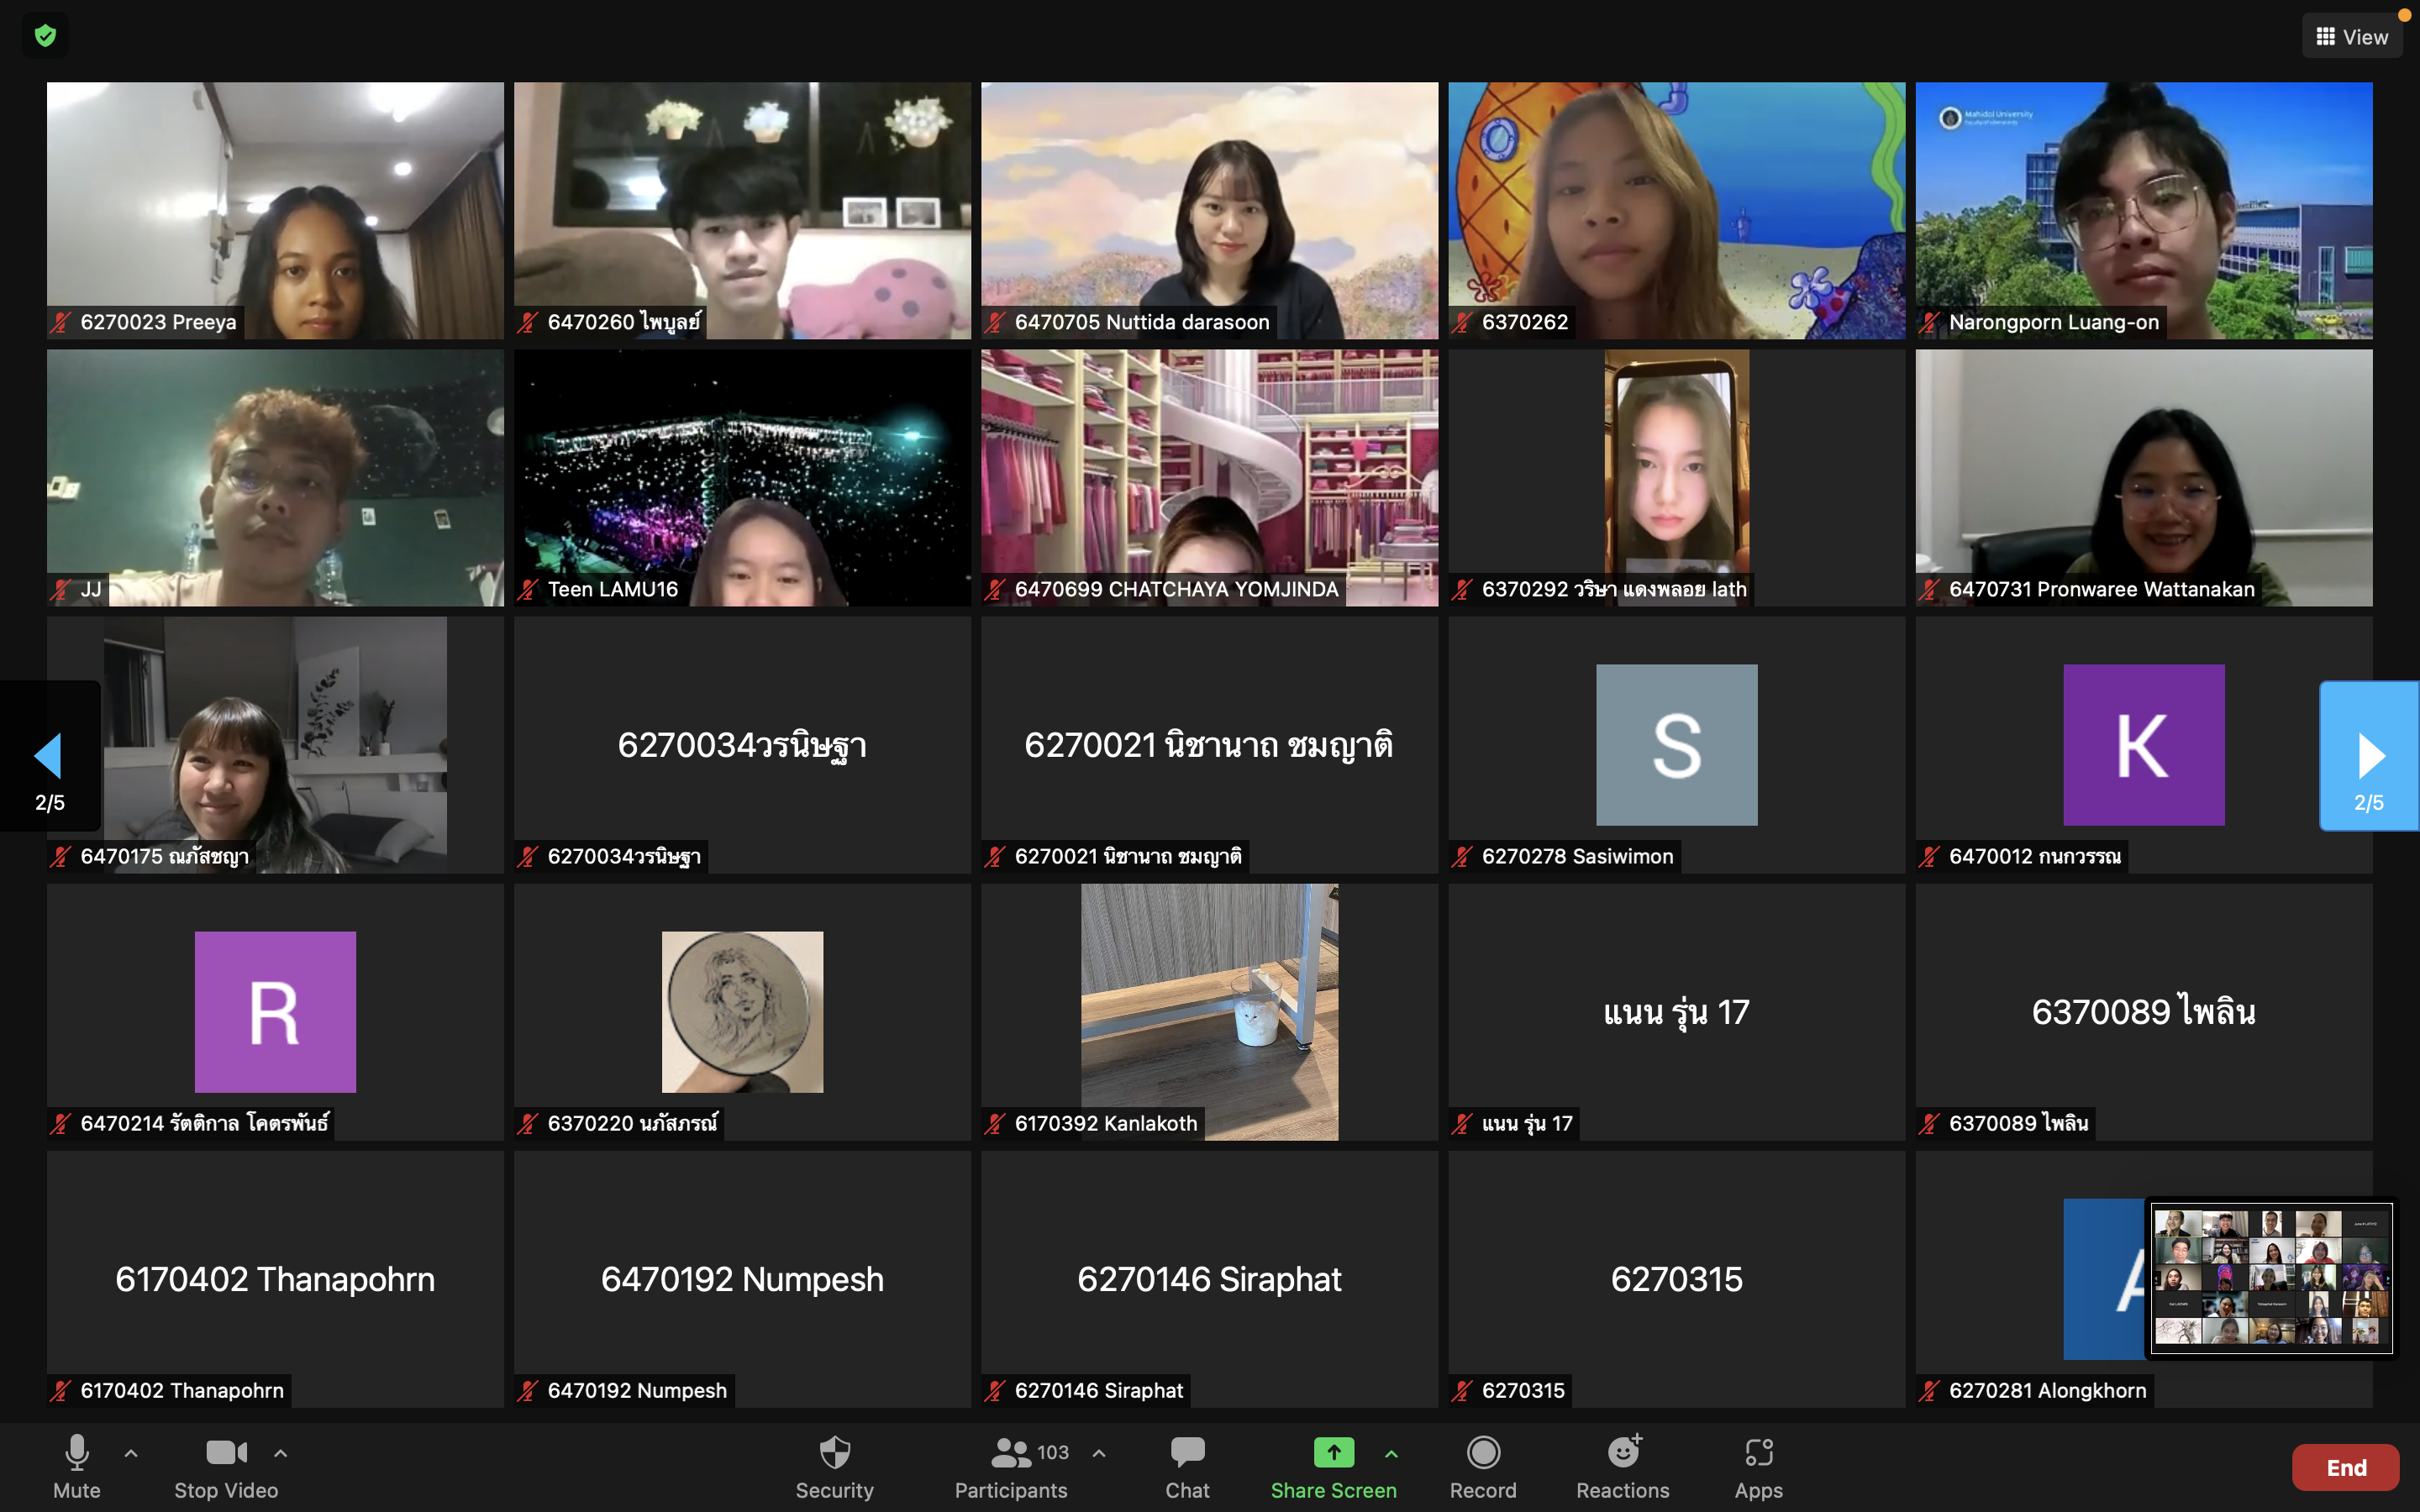 View
Mahidol University
6270023 Preeya
6470260 ไพบูลย์
6470705 Nuttida darasoon
6370262
Narongporn Luang-on
JJ
Teen LAMU16
6470699 CHATCHAYA YOMJINDA
6370292 วริษา แดงพลอย lath
6470731 Pronwaree Wattanakan
2/5
6270034วรนิษฐา
6270021 นิชานาถ ชมญาติ
S
K
2/5
6470175 ณภัสชญา
6270034วรนิษฐา
6270021 นิชานาถ ชมญาติ
6270278 Sasiwimon
6470012 กนกวรรณ
R
แนน รุ่น 17
6370089 ไพลิน
6470214 รัตติกาล โคตรพันธ์
6370220 นภัสภรณ์
6170392 Kanlakoth
แนน รุ่น 17
6370089 ไพลิน
6170402 Thanapohrn
6470192 Numpesh
6270146 Siraphat
6270315
A
6170402 Thanapohrn
6470192 Numpesh
6270146 Siraphat
6270315
6270281 Alongkhorn
Mute
Stop Video
Security
Participants
103
Chat
Share Screen
Record
Reactions
Apps
End